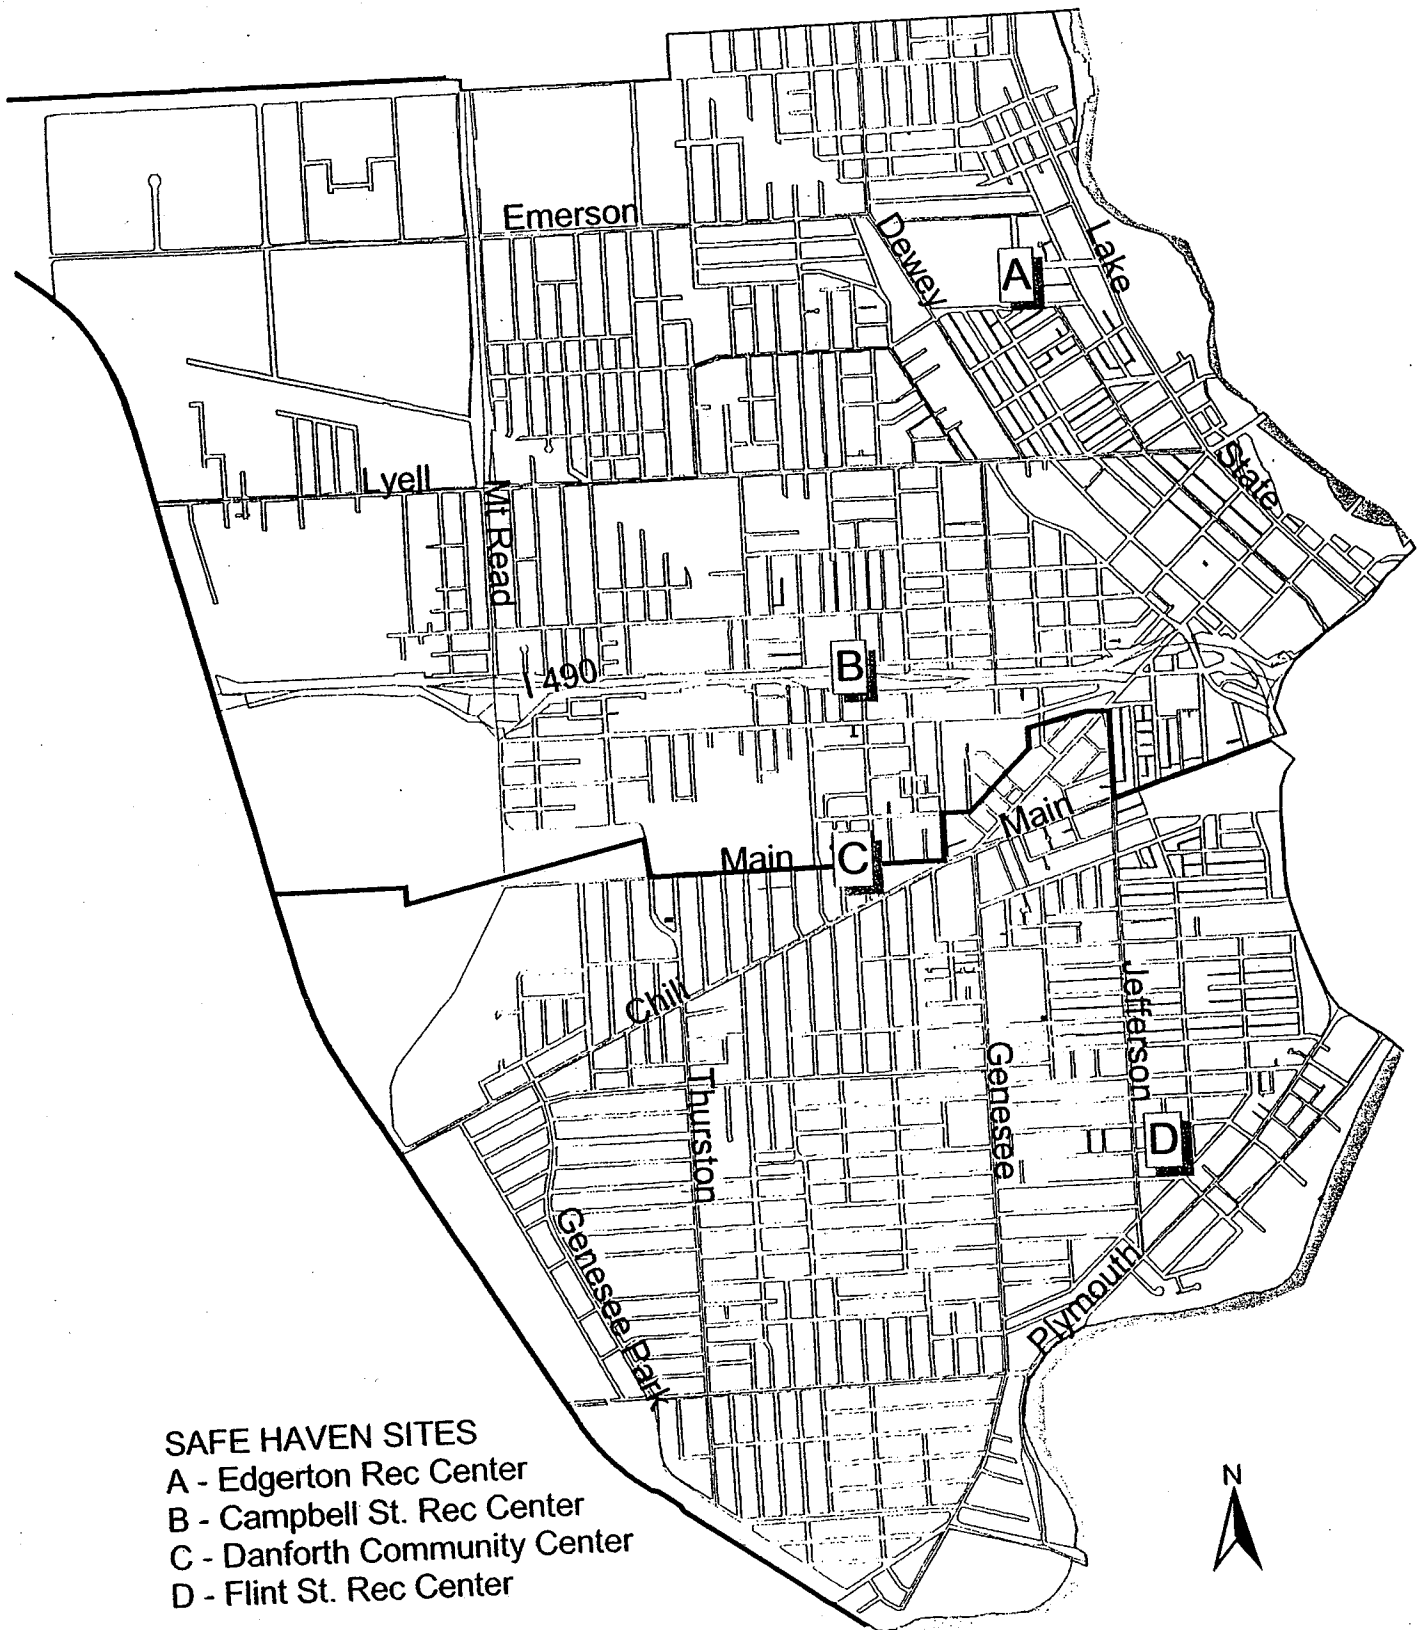 Emerson
Dewey
Lake
A
Lyell
State
Mt Read
490
B
Main
Main
C
Chili
Jefferson
Genesee
Thurston
D
Genesee Park
Plymouth
SAFE HAVEN SITES
A - Edgerton Rec Center
B - Campbell St. Rec Center
C - Danforth Community Center
D - Flint St. Rec Center
N